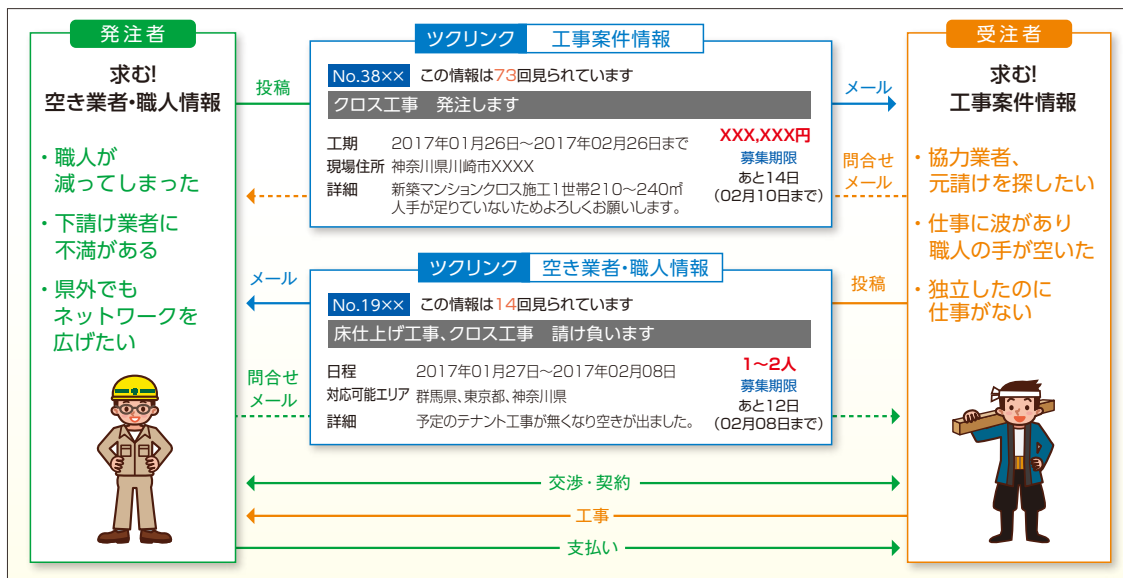 発注者
求む!
空き業者・職人情報
・職人が
減ってしまった
・下請け業者に
不満がある
・県外でも
ネットワークを
広げたい
投稿
メール
問合せ
メール
ツクリンク 工事案件情報
No.38×× この情報は73回見られています
クロス工事 発注します
工期 2017年01月26日〜2017年02月26日まで
現場住所 神奈川県川崎市XXXX
詳細 新築マンションクロス施工1世帯210〜240㎡
人手が足りていないためよろしくお願いします。
XXX,XXX円
募集期限
あと14日
(02月10日まで)
ツクリンク 空き業者・職人情報
No.19×× この情報は14回見られています
床仕上げ工事、クロス工事 請け負います
日程 2017年01月27日〜2017年02月08日
対応可能エリア 群馬県、東京都、神奈川県
詳細 予定のテナント工事が無くなり空きが出ました。
1〜2人
募集期限
あと12日
(02月08日まで)
メール
問合せ
メール
投稿
受注者
求む!
工事案件情報
・協力業者、
元請けを探したい
・仕事に波があり
職人の手が空いた
・独立したのに
仕事がない
交渉・契約
工事
支払い